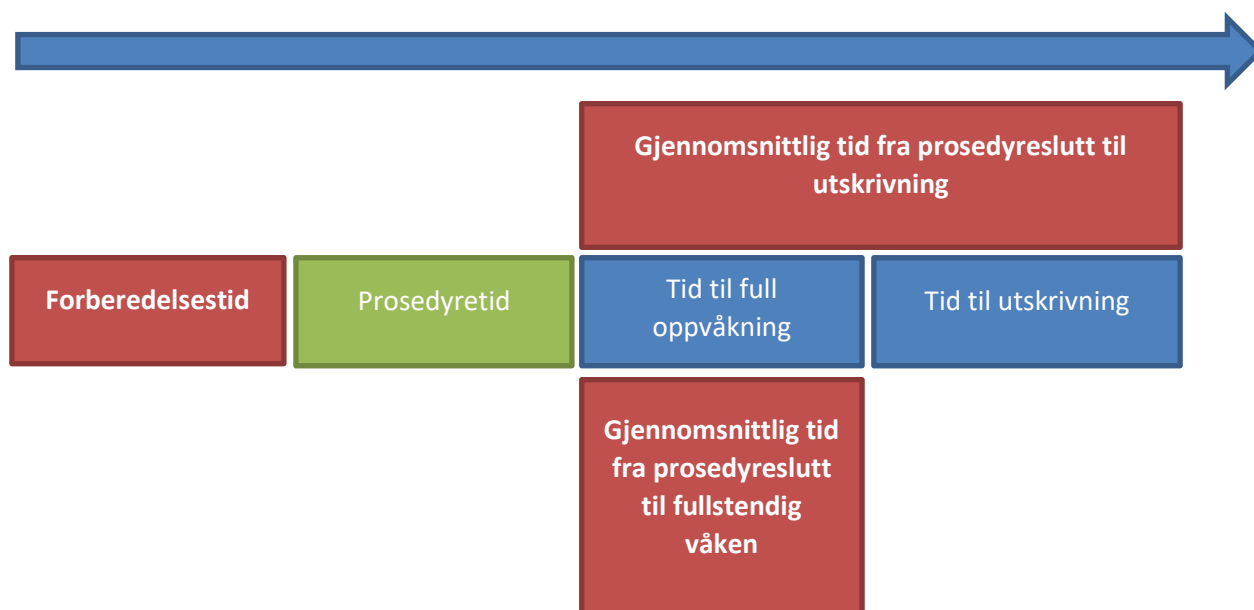 Gjennomsnittlig tid fra prosedyreslutt til
utskrivning
Forberedelsestid
Prosedyretid
Tid til full
oppvåkning
Tid til utskrivning
Gjennomsnittlig tid
fra prosedyreslutt
til fullstendig
våken